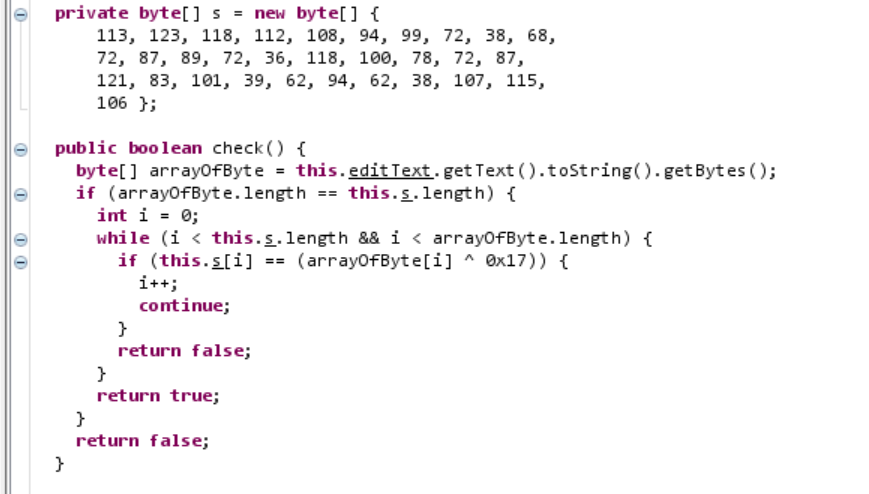 private byte[] s = new byte[] {
113, 123, 118, 112, 108, 94, 99, 72, 38, 68,
72, 87, 89, 72, 36, 118, 100, 78, 72, 87,
121, 83, 101, 39, 62, 94, 62, 38, 107, 115,
106 };
public boolean check() {
byte[] arrayOfByte = this.editText.getText().toString().getBytes();
if (arrayOfByte.length == this.s.length) {
int i = 0;
while (i < this.s.length && i < arrayOfByte.length) {
if (this.s[i] == (arrayOfByte[i] ^ 0x17)) {
i++;
continue;
}
return false;
}
return true;
}
return false;
}